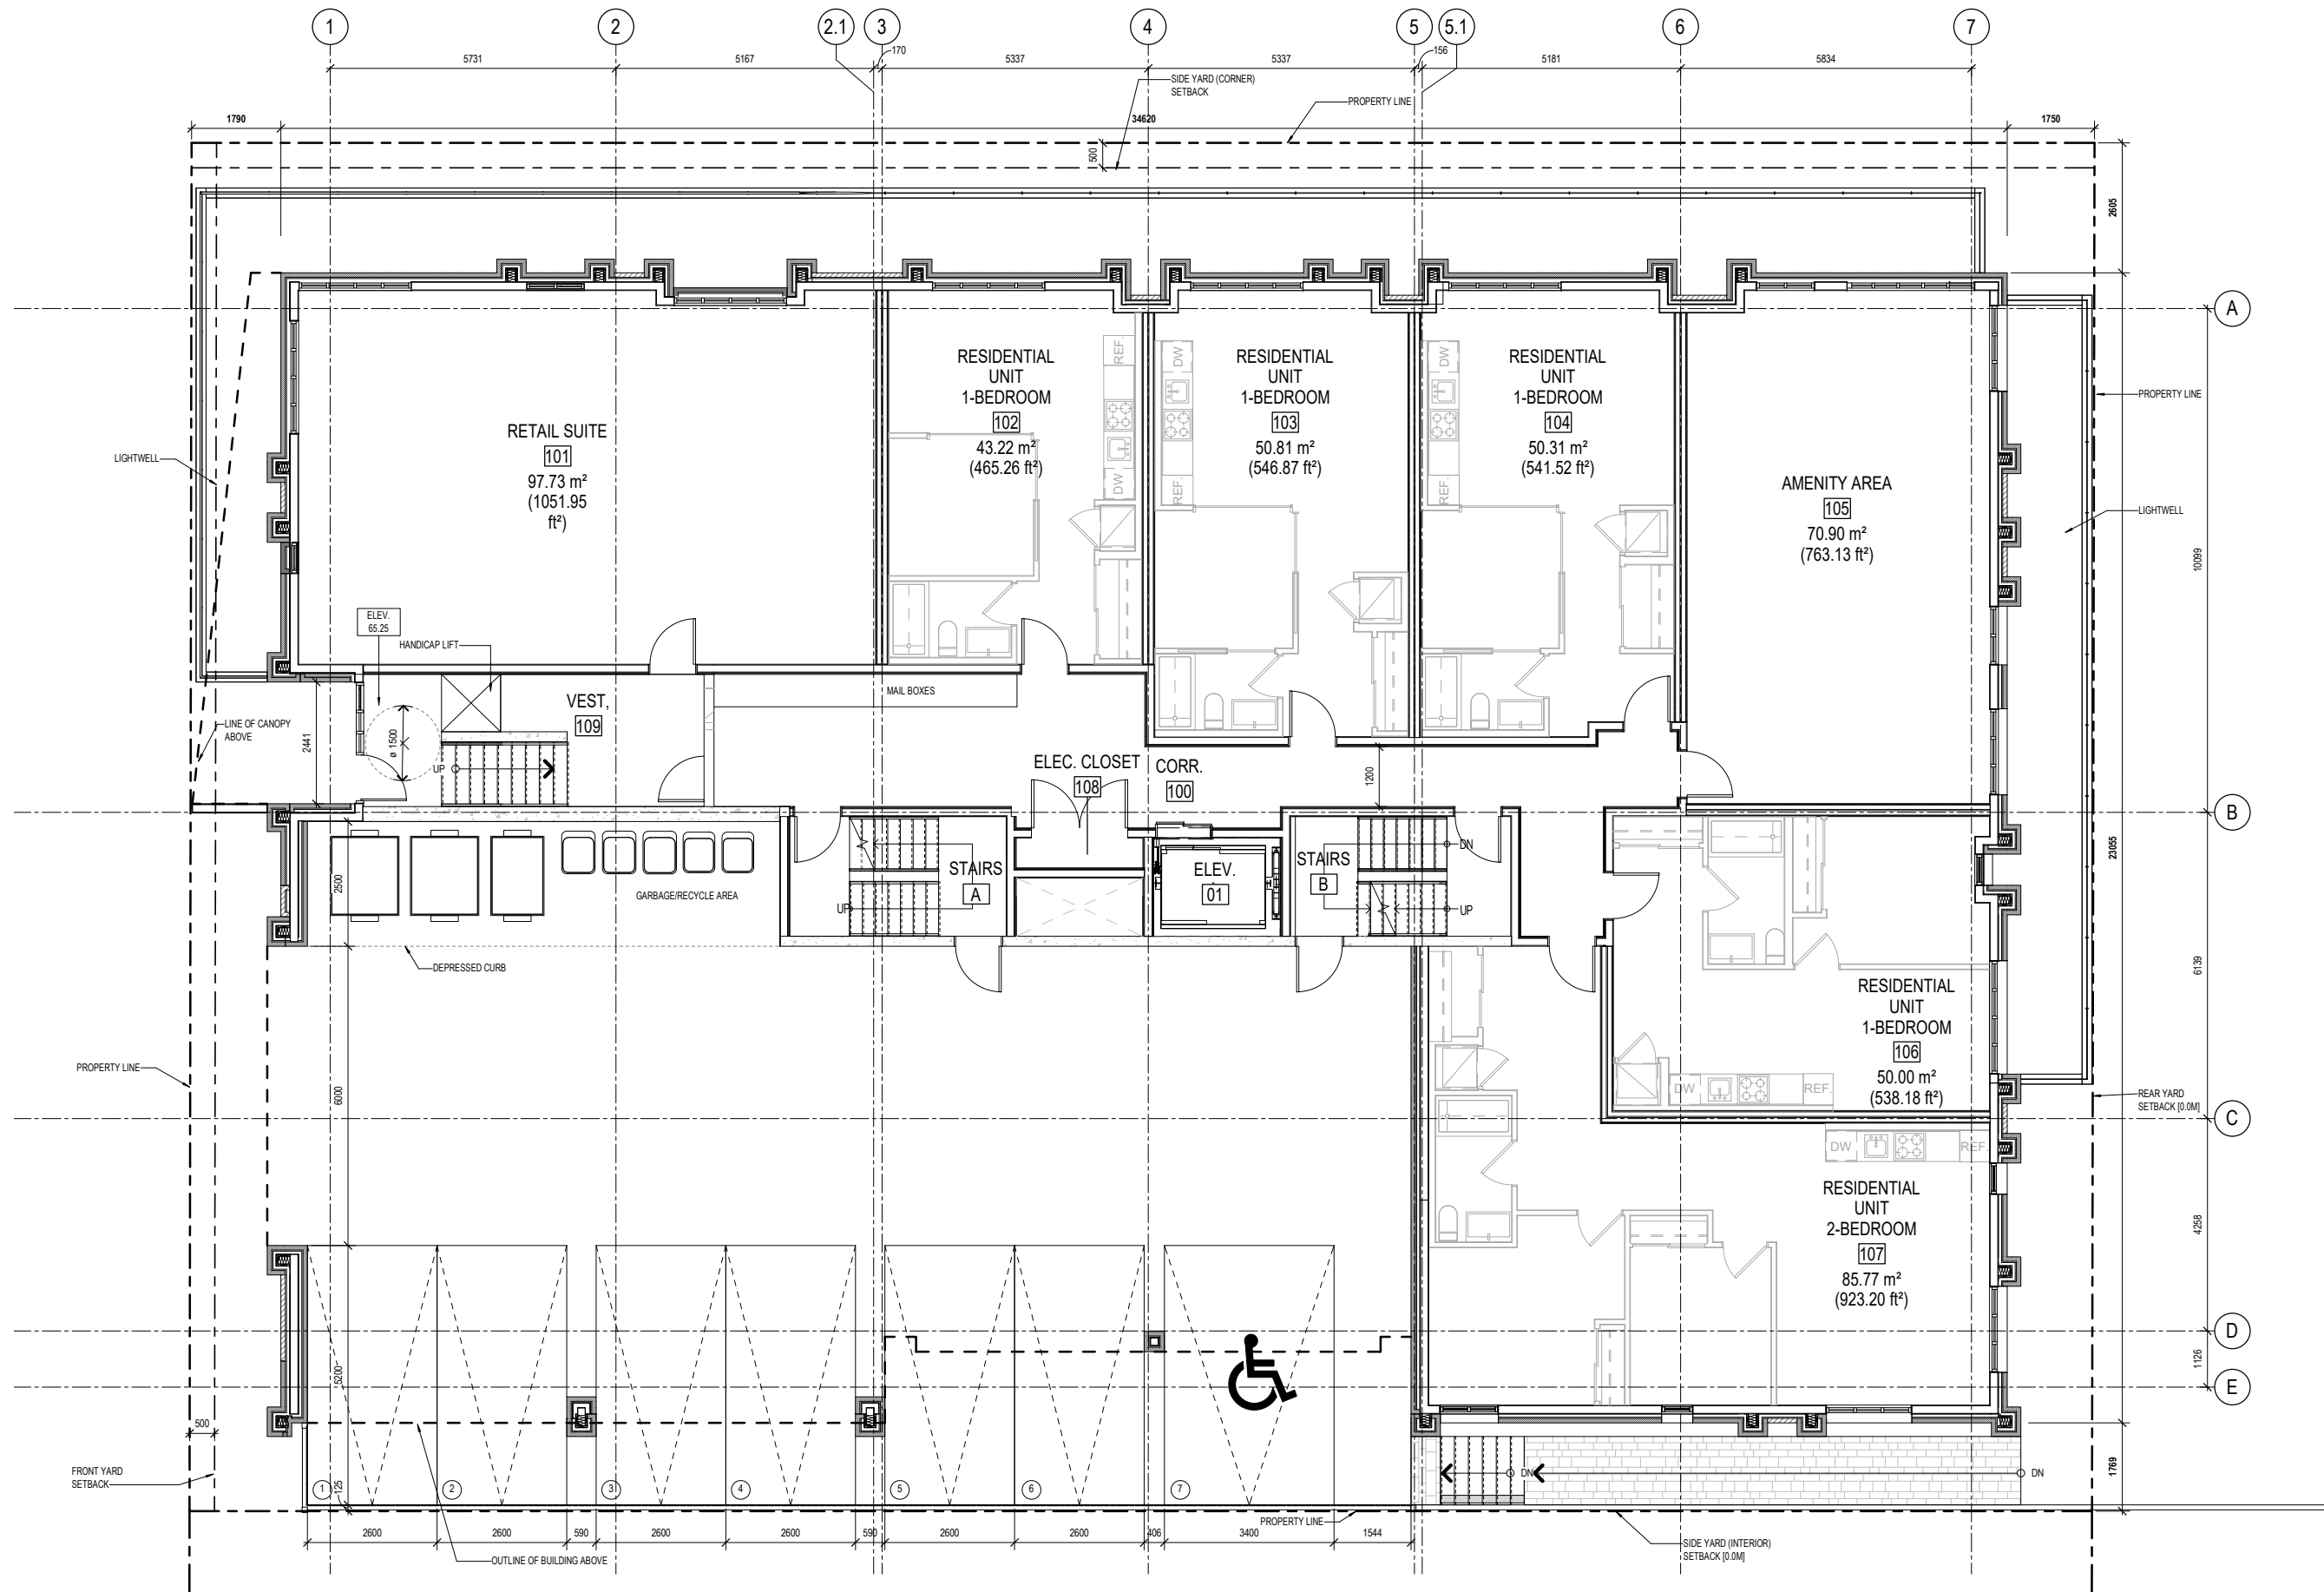 1
2
2.1
3
4
5
5.1
6
7
5731
5167
170
5337
5337
156
5181
5834
SIDE YARD (CORNER)
SETBACK
PROPERTY LINE
1790
34620
1750
500
2605
A
RESIDENTIAL
UNIT
1-BEDROOM
102
43.22 m²
(465.26 ft²)
REF.
DW
RESIDENTIAL
UNIT
1-BEDROOM
103
50.81 m²
(546.87 ft²)
DW
REF.
RESIDENTIAL
UNIT
1-BEDROOM
104
50.31 m²
(541.52 ft²)
DW
REF.
PROPERTY LINE
RETAIL SUITE
101
97.73 m²
(1051.95
ft²)
LIGHTWELL
AMENITY AREA
105
70.90 m²
(763.13 ft²)
LIGHTWELL
10099
ELEV.
65.25
HANDICAP LIFT
VEST,
109
MAIL BOXES
LINE OF CANOPY
ABOVE
2441
ø 1500
UP
ELEC. CLOSET
108
CORR.
100
1200
B
23055
STAIRS
A
UP
ELEV.
01
STAIRS
B
DN
UP
2500
GARBAGE/RECYCLE AREA
DEPRESSED CURB
6139
RESIDENTIAL
UNIT
1-BEDROOM
106
50.00 m²
(538.18 ft²)
DW
REF.
PROPERTY LINE
6000
REAR YARD
SETBACK [0.0M]
C
DW
REF.
RESIDENTIAL
UNIT
2-BEDROOM
107
85.77 m²
(923.20 ft²)
4258
D
1126
E
5200
500
FRONT YARD
SETBACK
125
1
2
3
4
5
6
7
DN
DN
1769
PROPERTY LINE
2600
2600
590
2600
2600
590
2600
2600
406
3400
1544
OUTLINE OF BUILDING ABOVE
SIDE YARD (INTERIOR)
SETBACK [0.0M]